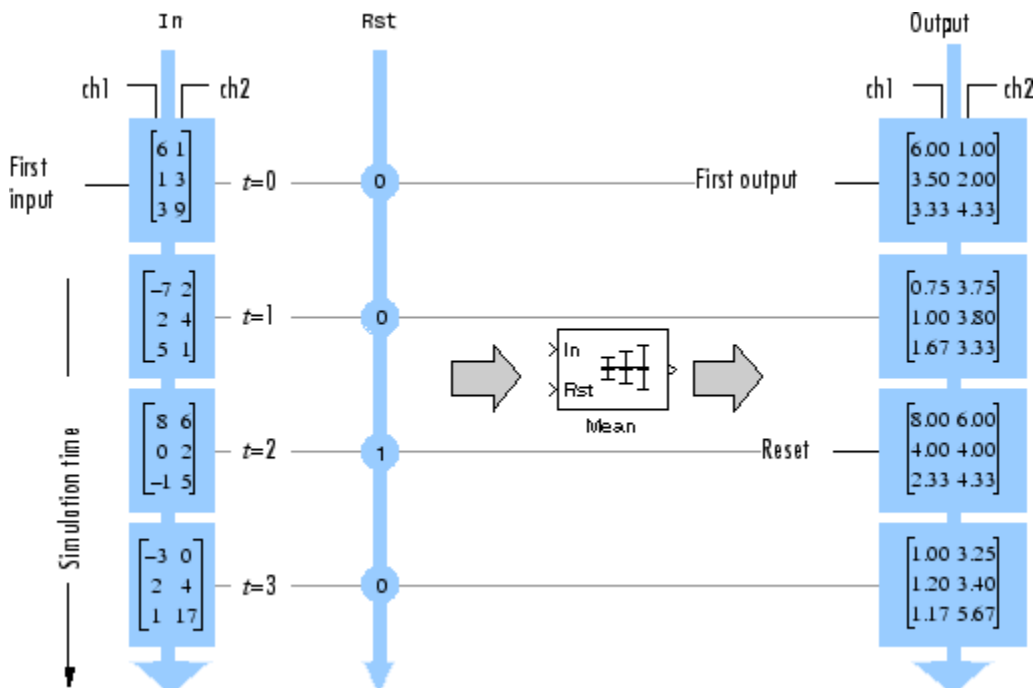 In Rst Output
ch1 ch2 ch1 ch2
First input
6 1
1 3
3 9
t=0
0
First output
6.00 1.00
3.50 2.00
3.33 4.33
-7 2
2 4
5 1
t=1
0
0.75 3.75
1.00 3.80
1.67 3.33
In
Rst
Mean
Simulation time
8 6
0 2
-1 5
t=2
1
Reset
8.00 6.00
4.00 4.00
2.33 4.33
-3 0
2 4
1 17
t=3
0
1.00 3.25
1.20 3.40
1.17 5.67